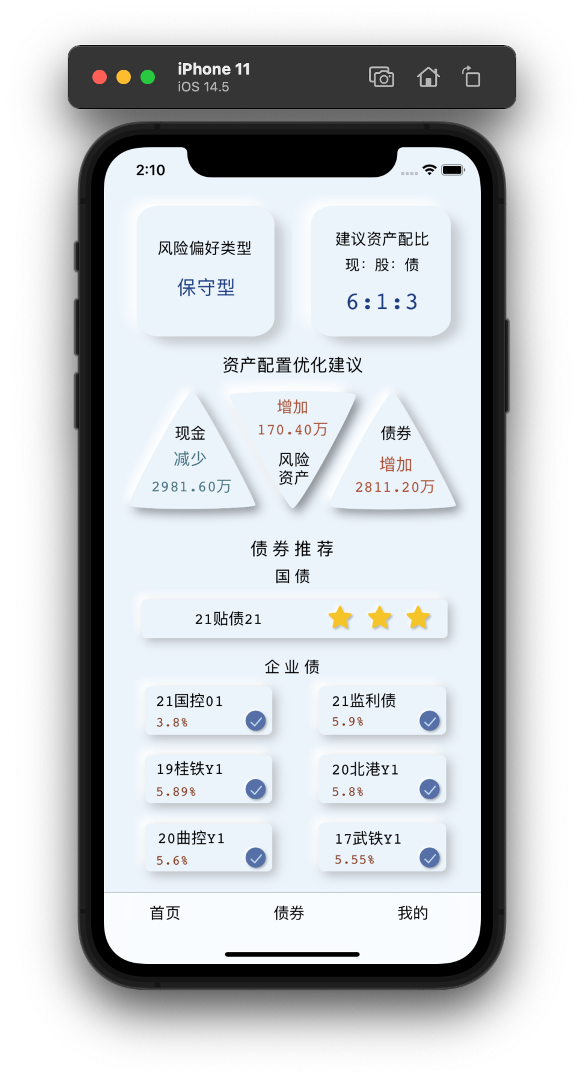 iPhone 11
iOS 14.5
2:10
风险偏好类型
保守型
建议资产配比
现: 股: 债
6:1:3
资产配置优化建议
现金
减少
2981.60万
增加
170.40万
风险
资产
债券
增加
2811.20万
债券推荐
国债
21贴债21
企业债
21国控01
3.8%
21监利债
5.9%
19桂铁Y1
5.89%
20北港Y1
5.8%
20曲控Y1
5.6%
17武铁Y1
5.55%
首页
债券
我的